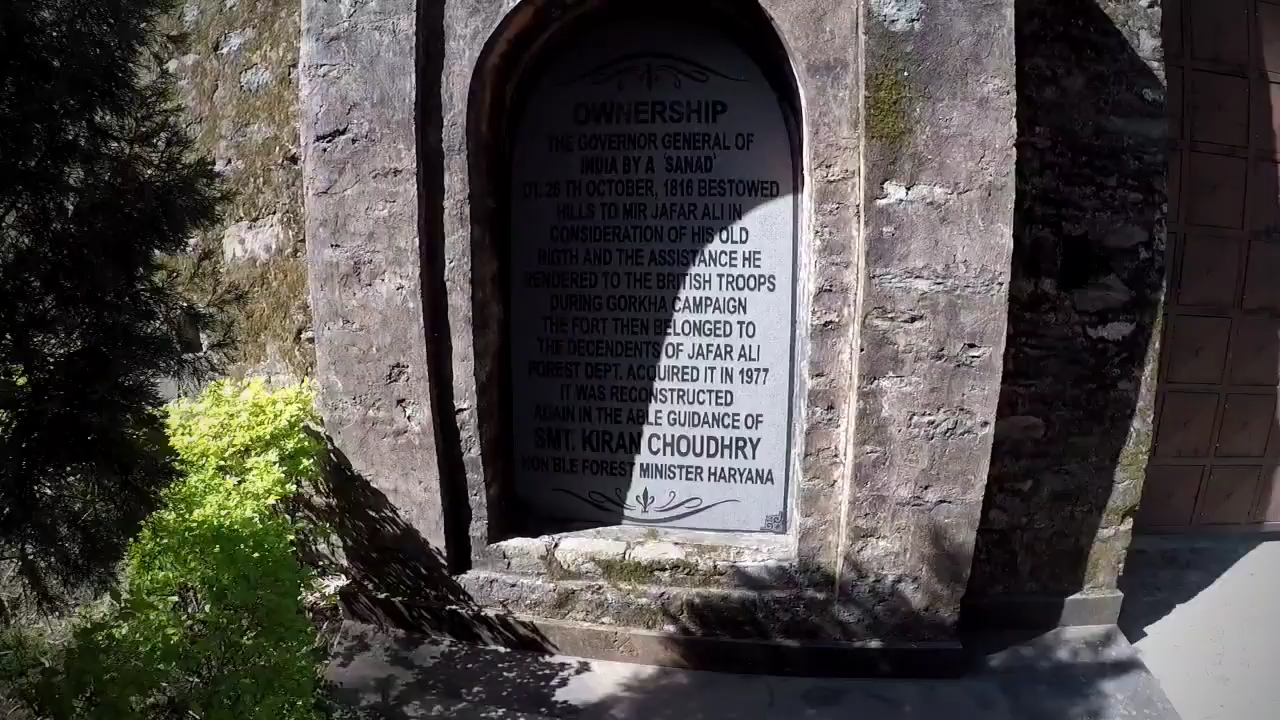 OWNERSHIP
THE GOVERNOR GENERAL OF
INDIA BY A 'SANAD'
DT. 26 TH OCTOBER, 1816 BESTOWED
HILLS TO MIR JAFAR ALI IN
CONSIDERATION OF HIS OLD
RIGTH AND THE ASSISTANCE HE
RENDERED TO THE BRITISH TROOPS
DURING GORKHA CAMPAIGN
THE FORT THEN BELONGED TO
THE DECENDENTS OF JAFAR ALI
FOREST DEPT. ACQUIRED IT IN 1977
IT WAS RECONSTRUCTED
AGAIN IN THE ABLE GUIDANCE OF
SMT. KIRAN CHOUDHRY
HON'BLE FOREST MINISTER HARYANA